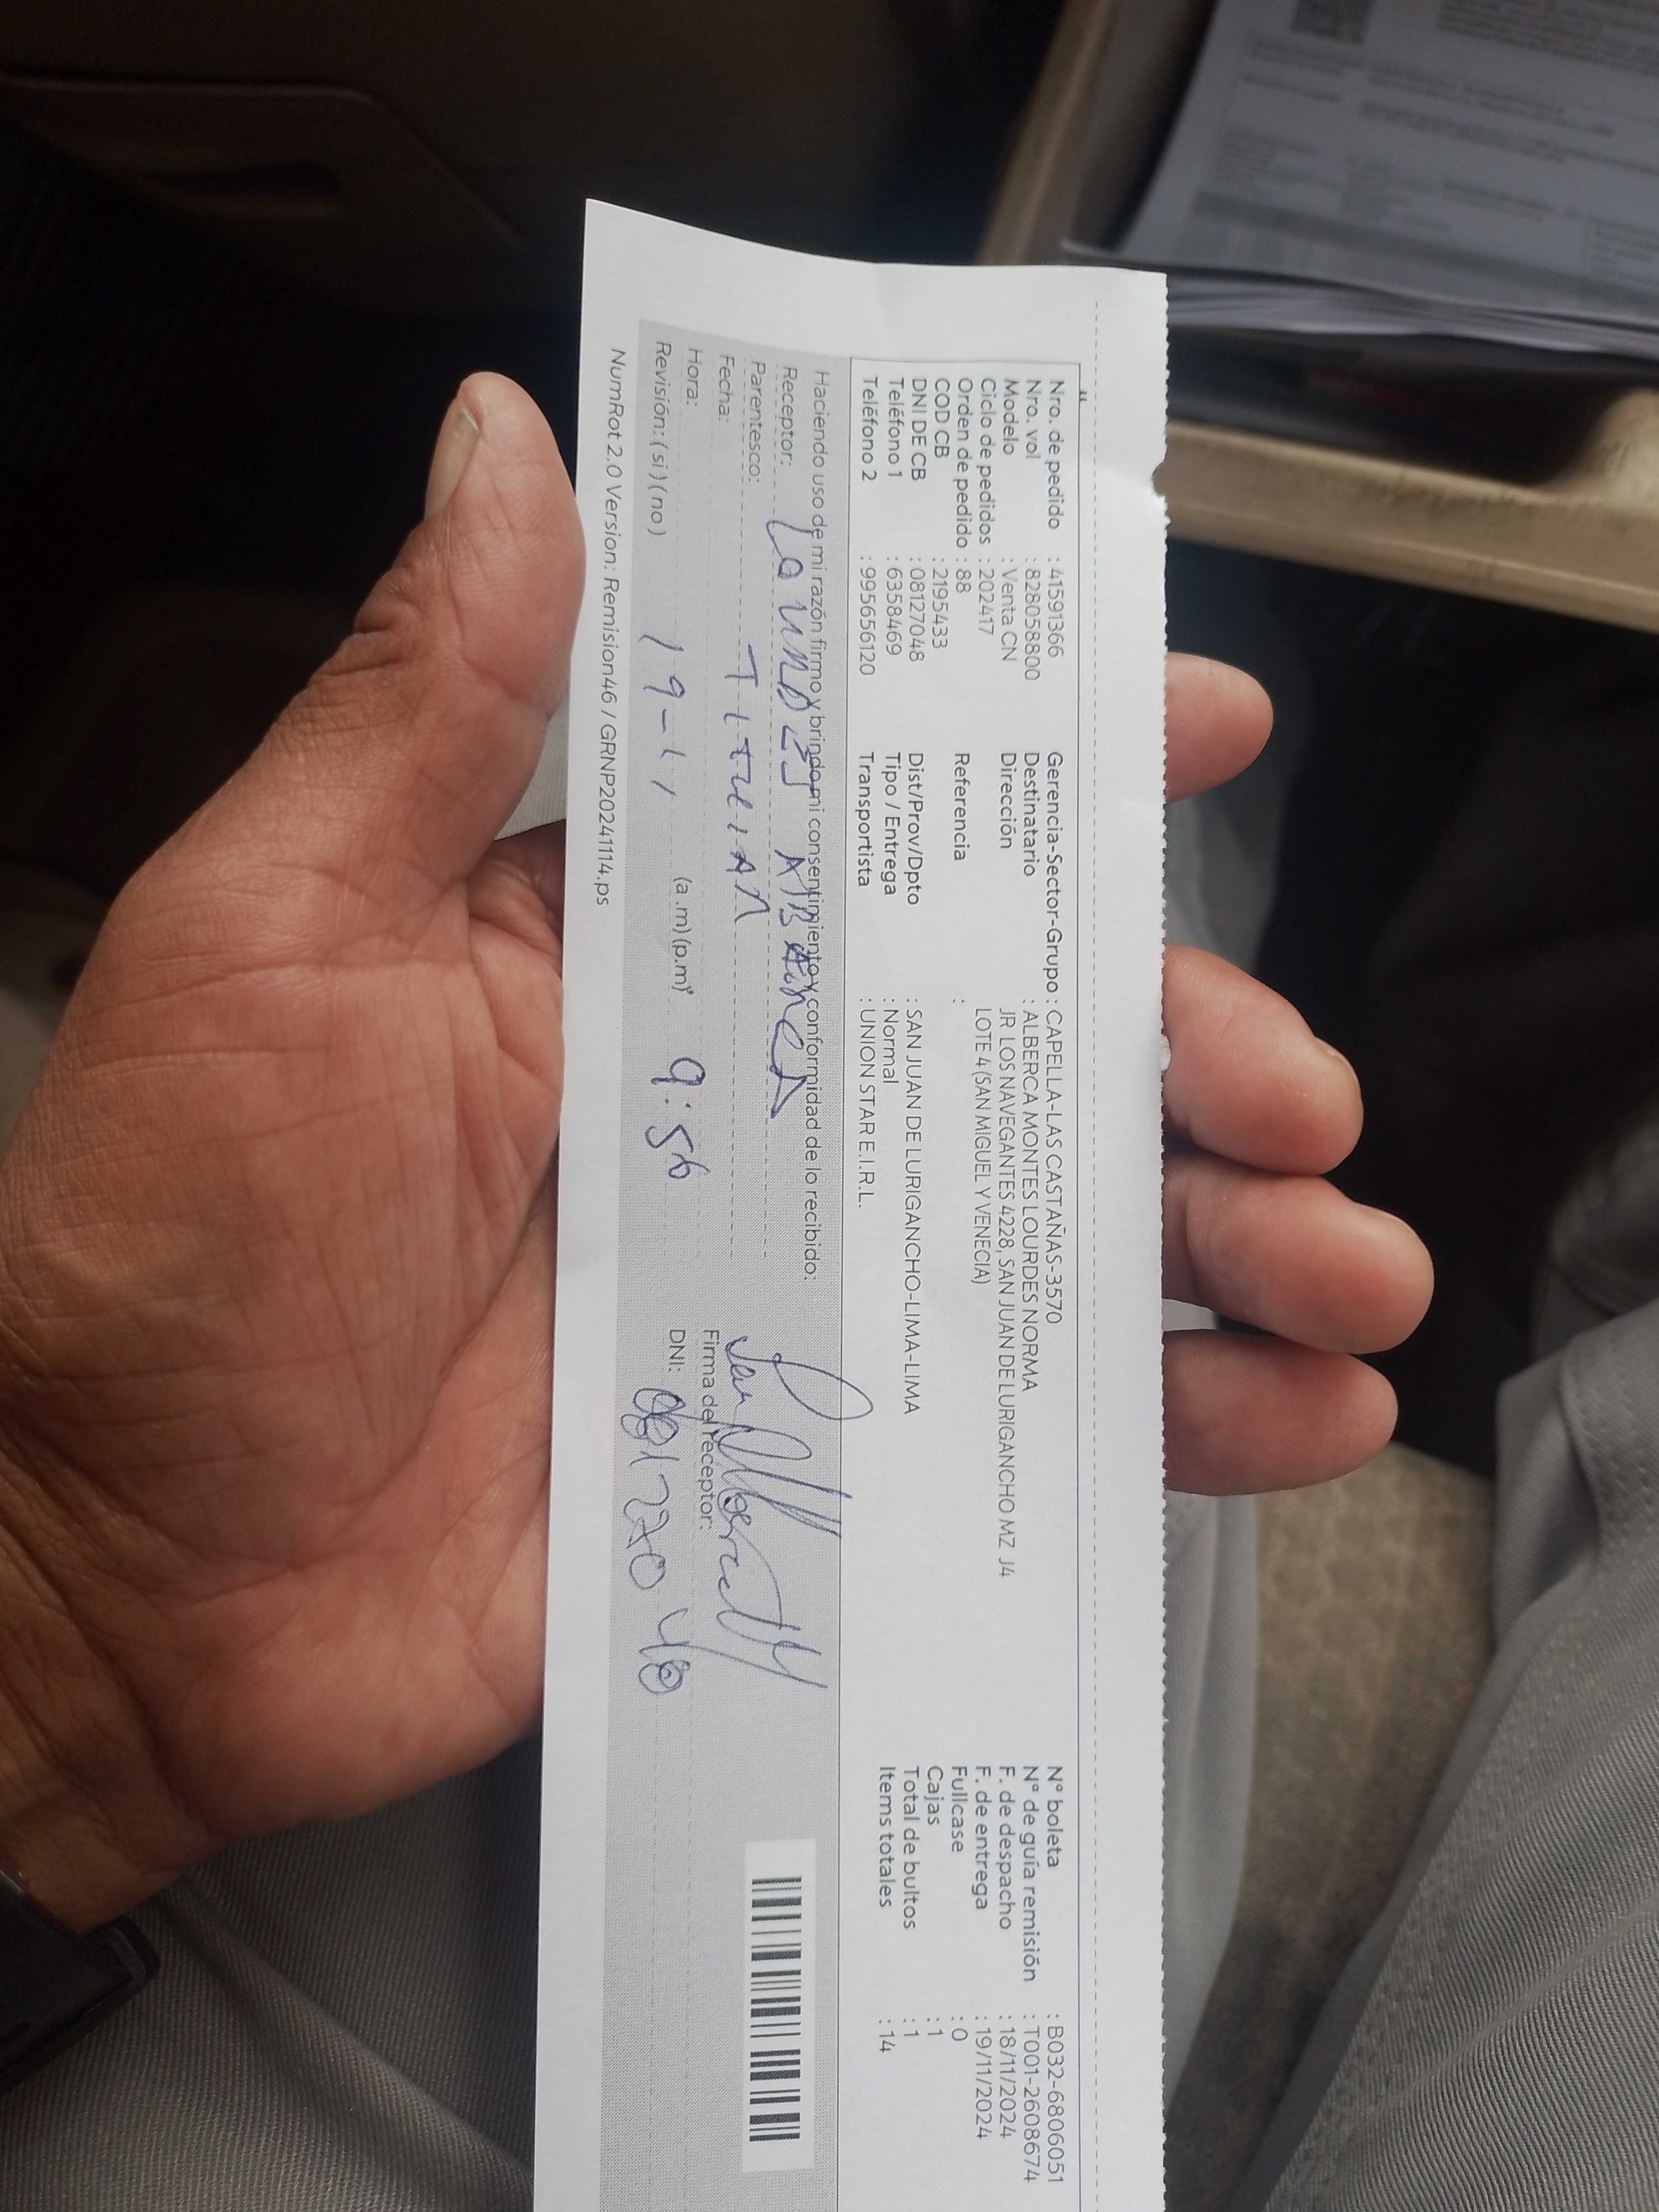 Nro. de pedido : 41591366
Nro. vol : 828058800
Modelo : Venta CN
Ciclo de pedidos : 202417
Orden de pedido : 88
COD CB : 2195433
DNI DE CB : 08127048
Teléfono 1 : 6358469
Teléfono 2 : 995656120
Gerencia-Sector-Grupo : CAPELLA-LAS CASTAÑAS-3570
Destinatario : ALBERCA MONTES LOURDES NORMA
Dirección JR LOS NAVEGANTES 4228, SAN JUAN DE LURIGANCHO MZ J4
LOTE 4 (SAN MIGUEL Y VENECIA)
Referencia :
Dist/Prov/Dpto : SAN JUAN DE LURIGANCHO-LIMA-LIMA
Tipo / Entrega : Normal
Transportista : UNION STAR E.I.R.L.
N° boleta : B032-6806051
N° de guía remisión : T001-2608674
F. de despacho : 18/11/2024
F. de entrega : 19/11/2024
Fullcase : 0
Cajas : 1
Total de bultos : 1
Items totales : 14
Haciendo uso de mi razón firmo y brindo mi consentimiento y conformidad de lo recibido:
Receptor:
Parentesco: TITULAR
Fecha:
Hora: (a.m)(p.m) 9:56
Revisión: (si)(no) 19-11
Firma del receptor:
DNI: 08127048
NumRot 2.0 Version: Remision46 / GRNP20241114.ps